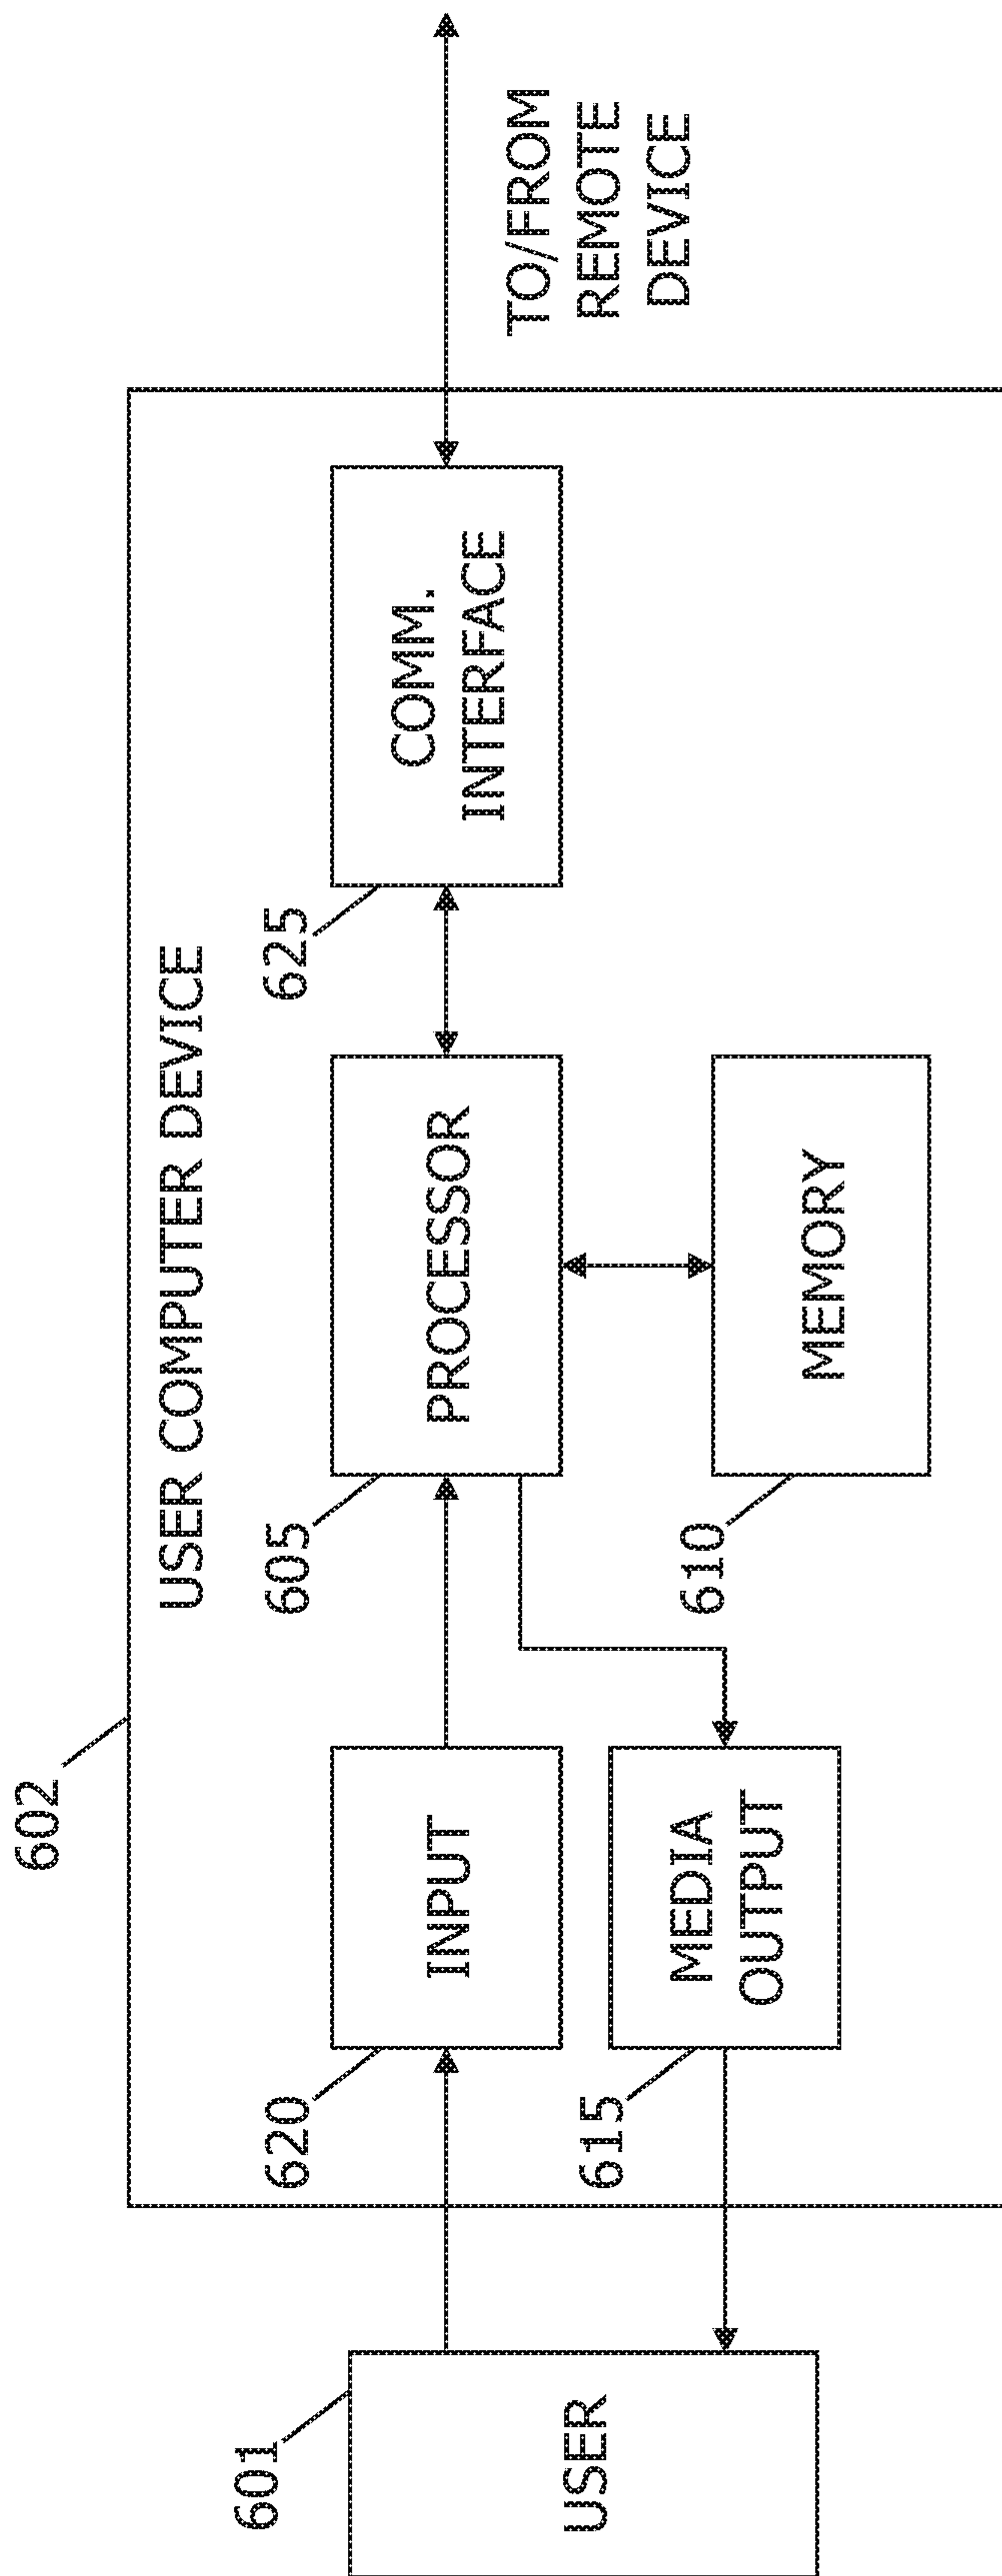 602
USER COMPUTER DEVICE
601
USER
620
INPUT
605
PROCESSOR
625
COMM.
INTERFACE
TO/FROM
REMOTE
DEVICE
615
MEDIA
OUTPUT
610
MEMORY